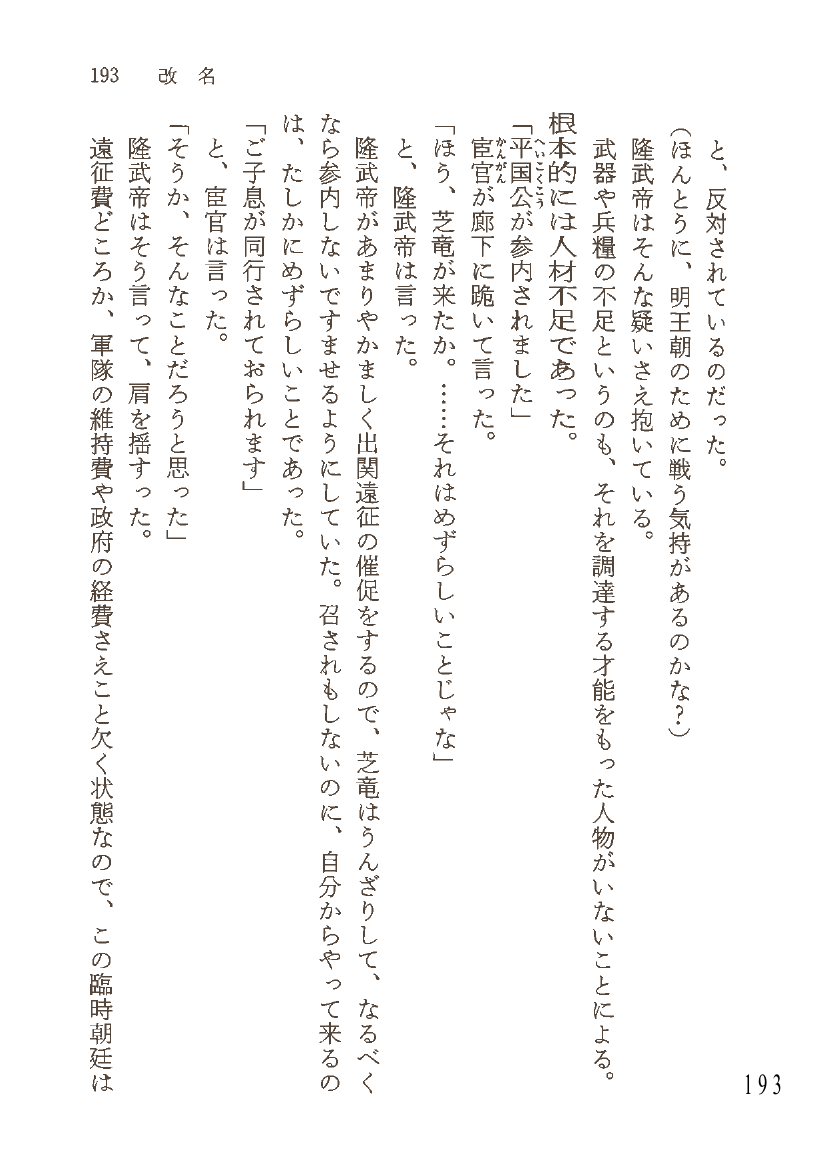 193　改　名
と、反対されているのだった。
（ほんとうに、明王朝のために戦う気持があるのかな？）
隆武帝はそんな疑いさえ抱いている。
武器や兵糧の不足というのも、それを調達する才能をもった人物がいないことによる。
根本的には人材不足であった。
「平国公が参内されました」
へいこくこう
宦官が廊下に跪いて言った。
かんがん
「ほう、芝竜が来たか。……それはめずらしいことじゃな」
と、隆武帝は言った。
隆武帝があまりやかましく出関遠征の催促をするので、芝竜はうんざりして、なるべく
なら参内しないですませるようにしていた。召されもしないのに、自分からやって来るの
は、たしかにめずらしいことであった。
「ご子息が同行されておられます」
と、宦官は言った。
「そうか、そんなことだろうと思った」
隆武帝はそう言って、肩を揺すった。
遠征費どころか、軍隊の維持費や政府の経費さえこと欠く状態なので、この臨時朝廷は
193